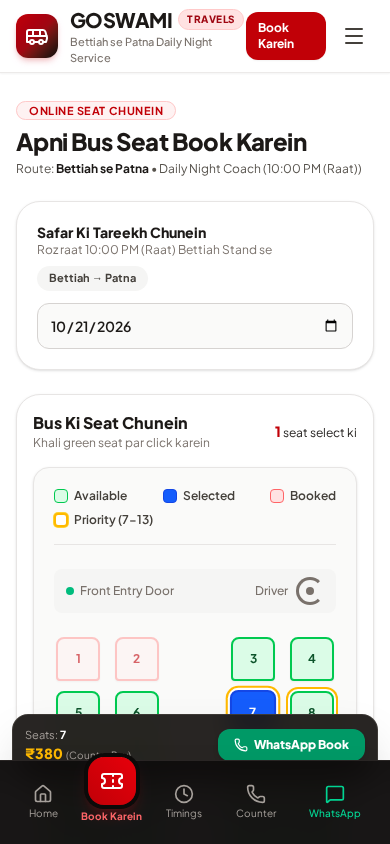 GOSWAMI TRAVELS
Bettiah se Patna Daily Night
Service
Book
Karein
ONLINE SEAT CHUNEIN
Apni Bus Seat Book Karein
Route: Bettiah se Patna • Daily Night Coach (10:00 PM (Raat))
Safar Ki Tareekh Chunein
Roz raat 10:00 PM (Raat) Bettiah Stand se
Bettiah → Patna
10/21/2026
Bus Ki Seat Chunein
Khali green seat par click karein
1 seat select ki
Available Selected Booked
Priority (7–13)
Front Entry Door Driver
1 2 3 4
5 6 7 8
Seats: 7
₹380
WhatsApp Book
Home Book Karein Timings Counter WhatsApp